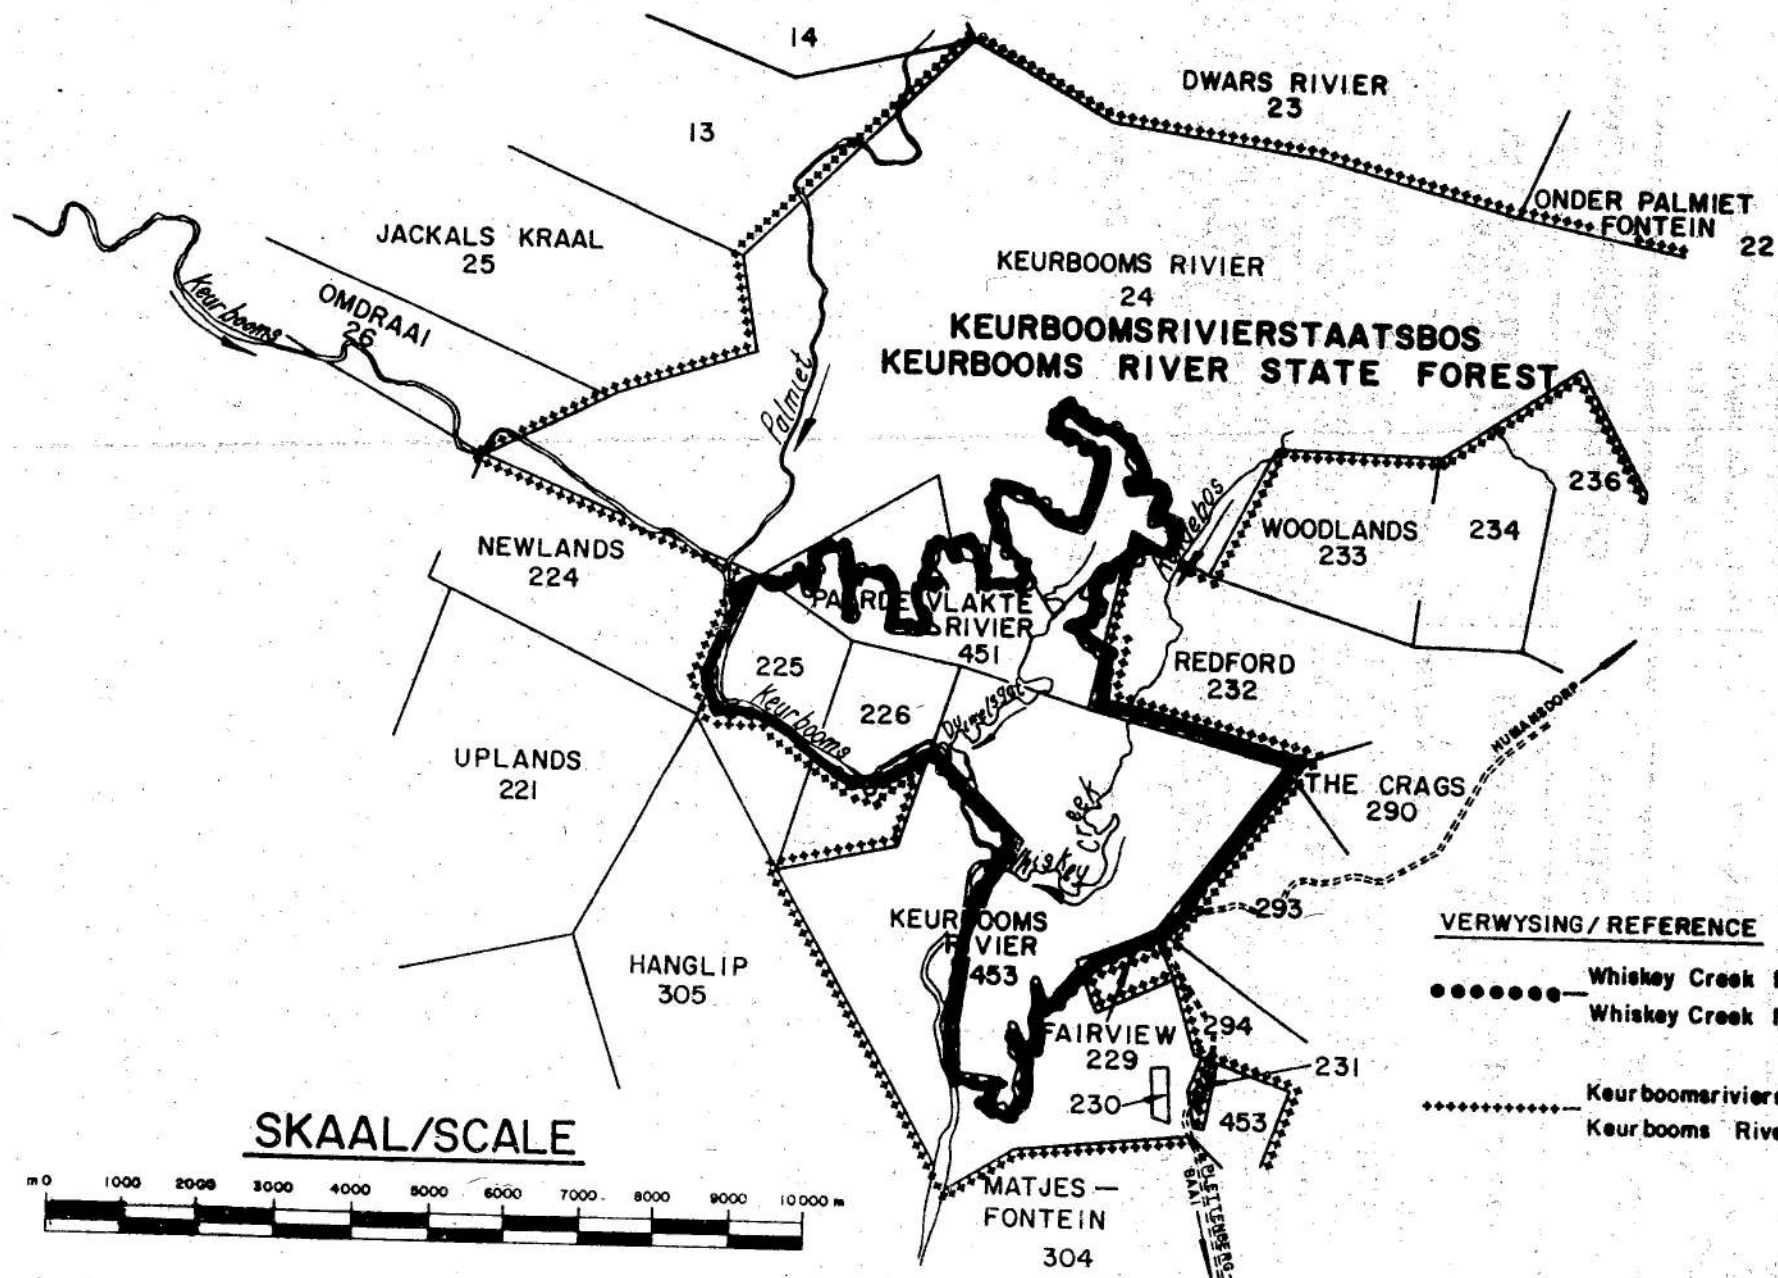 14
DWARS RIVIER
23
13
ONDER PALMIET
FONTEIN 22
JACKALS KRAAL
25
KEURBOOMS RIVIER
24
OMDRAAI
26
Keurbooms
KEURBOOMSRIVIERSTAATSBOS
KEURBOOMS RIVER STATE FOREST
Palmiet
236
WOODLANDS
233
234
NEWLANDS
224
PAARDEVLAKTE
RIVIER
451
225
REDFORD
232
Keurbooms
226
HUMANSDORP
UPLANDS
221
THE CRAGS
290
Creek
293
KEURBOOMS
RIVIER
453
VERWYSING/REFERENCE
Whiskey Creek
Whiskey Creek
HANGLIP
305
294
FAIRVIEW
229
231
230
453
Keurboomsriviers
Keurbooms Rive
SKAAL/SCALE
m 0 1000 2000 3000 4000 5000 6000 7000 8000 9000 10 000 m
MATJES-
FONTEIN
304
PLETTENBERG-
BAAI